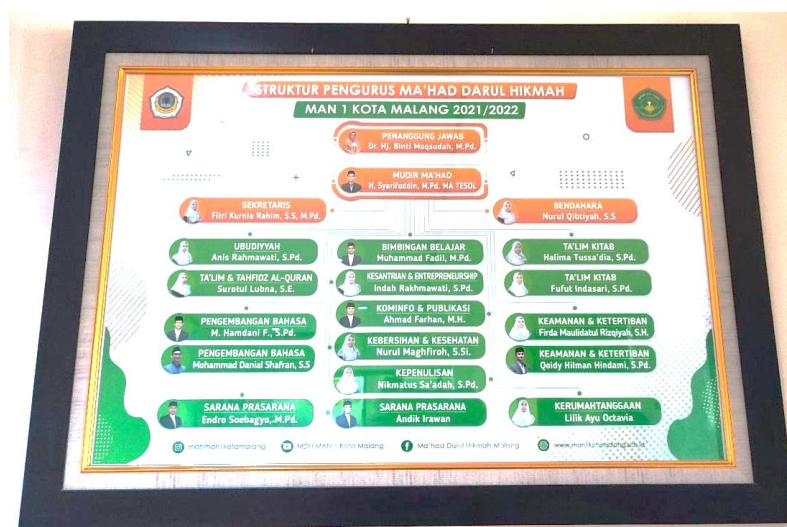 STRUKTUR PENGURUS MA'HAD DARUL HIKMAH
MAN 1 KOTA MALANG 2021/2022
PENANGGUNG JAWAB
Dr. Hj. Binti Maqsudah, M.Pd.
MUDIR MA'HAD
H. Syarifuddin, M.Pd. MA TESOL
SEKRETARIS
Fitri Kurnia Rahim, S.S, M.Pd.
BENDAHARA
Nurul Qibtiyah, S.S
UBUDIYYAH
Anis Rahmawati, S.Pd.
BIMBINGAN BELAJAR
Muhammad Fadil, M.Pd.
TA'LIM KITAB
Halima Tussa'dia, S.Pd.
TA'LIM & TAHFIDZ AL-QURAN
Surotul Lubna, S.E.
KESANTRIAN & ENTREPRENEURSHIP
Indah Rakhmawati, S.Pd.
TA'LIM KITAB
Fufut Indasari, S.Pd.
PENGEMBANGAN BAHASA
M. Hamdani F., S.Pd.
KOMINFO & PUBLIKASI
Ahmad Farhan, M.H.
KEAMANAN & KETERTIBAN
Firda Maulidatul Rizqiyah, S.H.
PENGEMBANGAN BAHASA
Mohammad Danial Shafran, S.S
KEBERSIHAN & KESEHATAN
Nurul Maghfiroh, S.Si.
KEAMANAN & KETERTIBAN
Qoidy Hilman Hindami, S.Pd.
KEPENULISAN
Nikmatus Sa'adah, S.Pd.
SARANA PRASARANA
Endro Soebagyo, M.Pd.
SARANA PRASARANA
Andik Irawan
KERUMAHTANGGAAN
Lilik Ayu Octavia
Kota Malang
Ma'had Darul Hikmah Malang